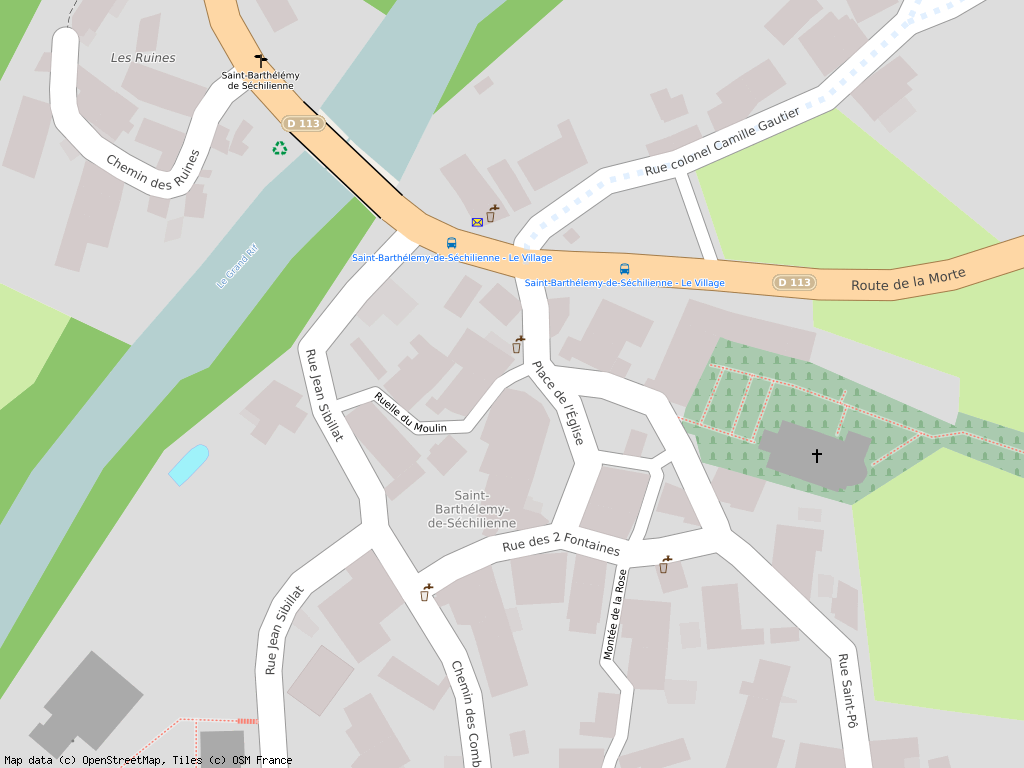 Les Ruines
Saint-Barthélémy
de Séchilienne
D 113
Chemin des Ruines
Rue colonel Camille Gautier
Le Grand Rif
Saint-Barthélemy-de-Séchilienne - Le Village
Saint-Barthélemy-de-Séchilienne - Le Village
D 113
Route de la Morte
Rue Jean Sibillat
Ruelle du Moulin
Place de l'Église
Saint-
Barthélemy-
de-Séchilienne
Rue des 2 Fontaines
Montée de la Rose
Rue Jean Sibillat
Chemin des Comb
Rue Saint-Pô
Map data (c) OpenStreetMap, Tiles (c) OSM France